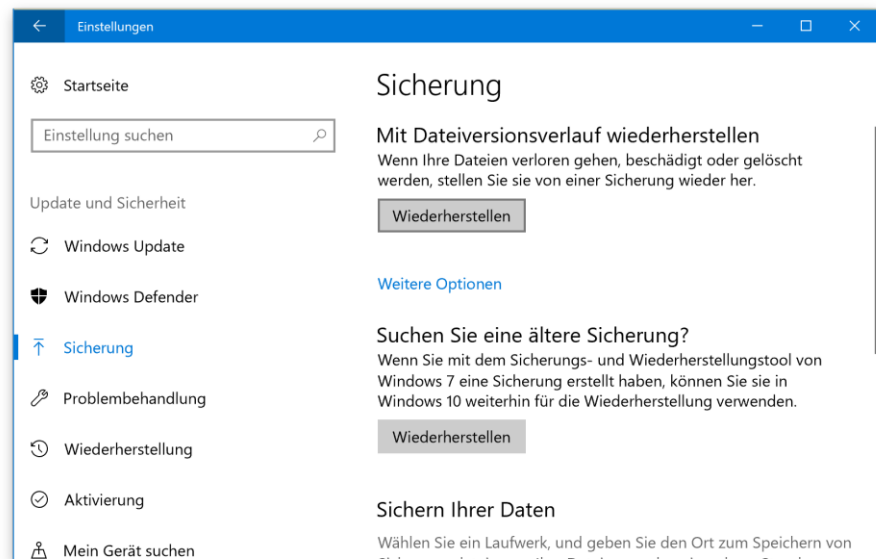 Einstellungen
Startseite
Einstellung suchen
Update und Sicherheit
Windows Update
Windows Defender
Sicherung
Problembehandlung
Wiederherstellung
Aktivierung
Mein Gerät suchen
Sicherung
Mit Dateiversionsverlauf wiederherstellen
Wenn Ihre Dateien verloren gehen, beschädigt oder gelöscht
werden, stellen Sie sie von einer Sicherung wieder her.
Wiederherstellen
Weitere Optionen
Suchen Sie eine ältere Sicherung?
Wenn Sie mit dem Sicherungs- und Wiederherstellungstool von
Windows 7 eine Sicherung erstellt haben, können Sie sie in
Windows 10 weiterhin für die Wiederherstellung verwenden.
Wiederherstellen
Sichern Ihrer Daten
Wählen Sie ein Laufwerk, und geben Sie den Ort zum Speichern von